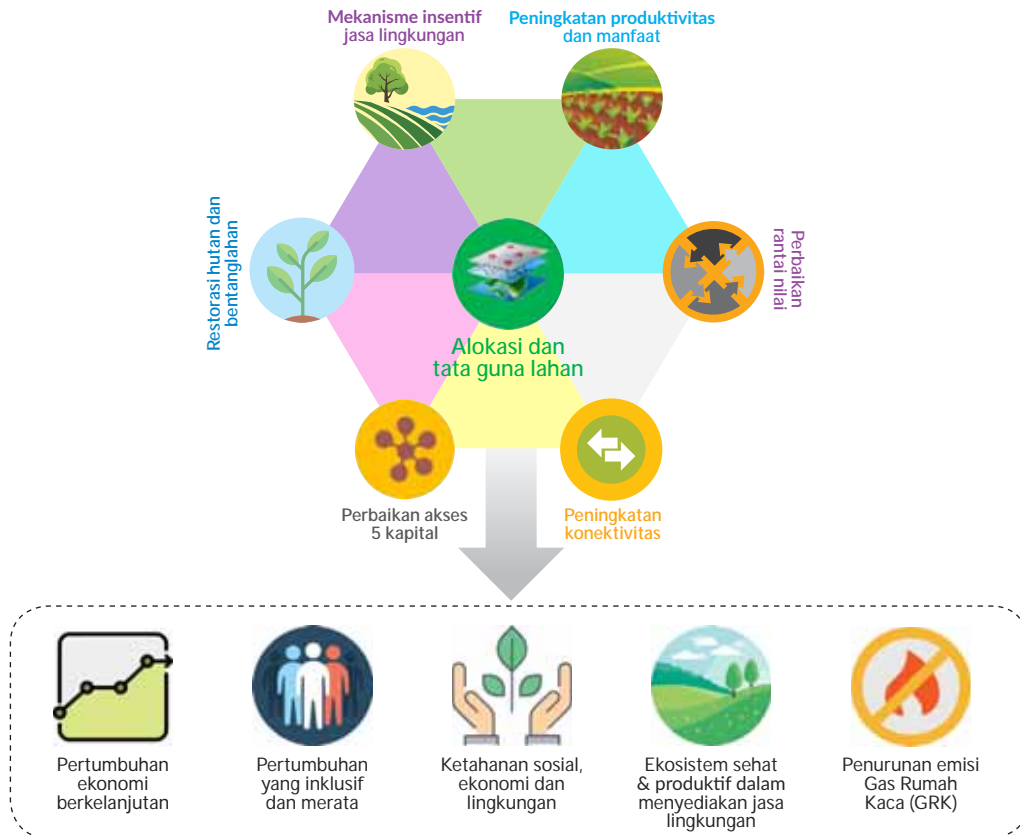 Mekanisme insentif
jasa lingkungan
Peningkatan produktivitas
dan manfaat
Restorasi hutan dan
bentanglahan
Perbaikan
rantai nilai
Alokasi dan
tata guna lahan
Perbaikan akses
5 kapital
Peningkatan
konektivitas
Pertumbuhan
ekonomi
berkelanjutan
Pertumbuhan
yang inklusif
dan merata
Ketahanan sosial,
ekonomi dan
lingkungan
Ekosistem sehat
& produktif dalam
menyediakan jasa
lingkungan
Penurunan emisi
Gas Rumah
Kaca (GRK)